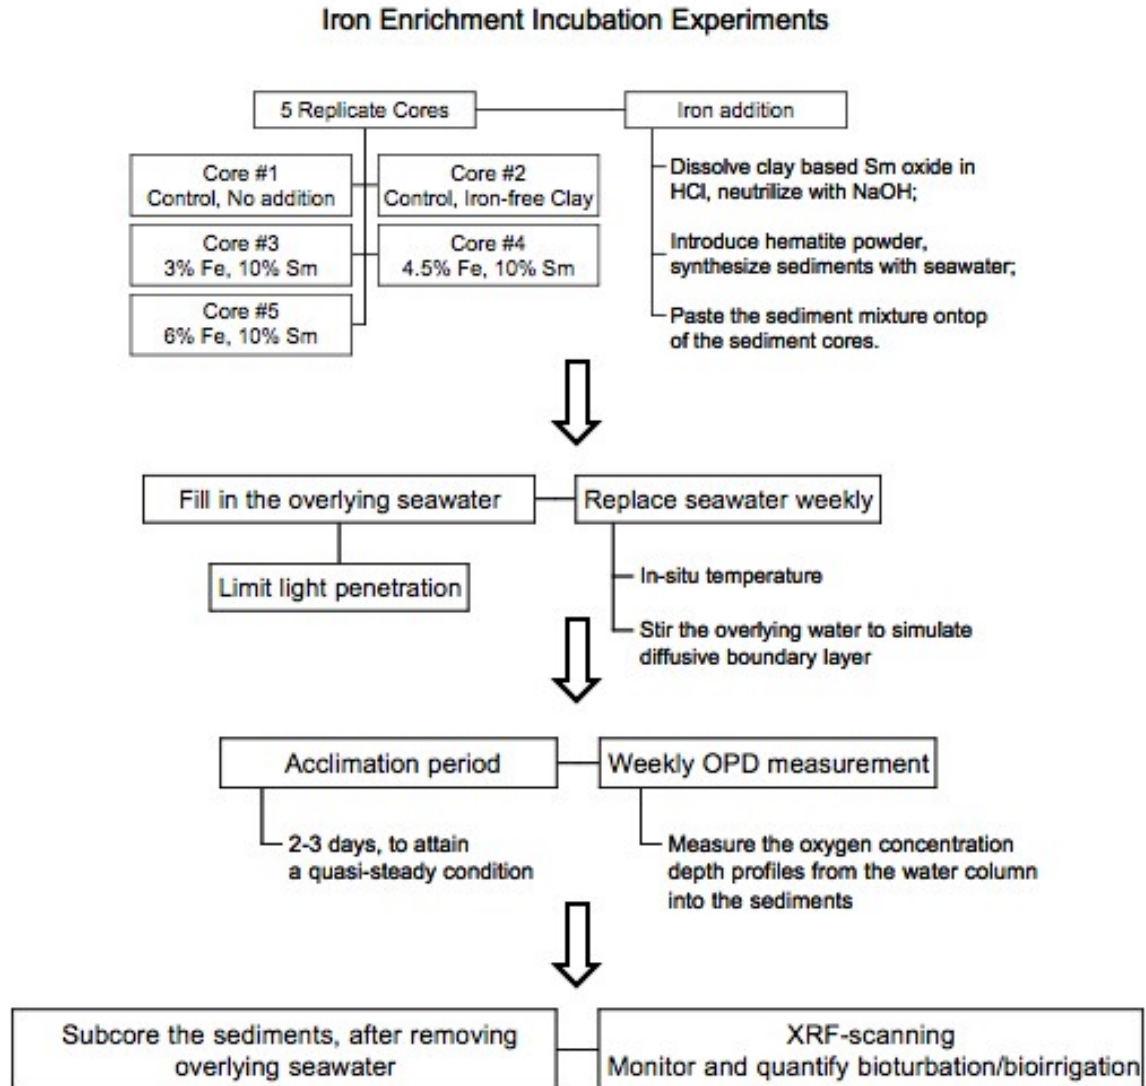 Iron Enrichment Incubation Experiments
5 Replicate Cores
Iron addition
Core #1
Control, No addition
Core #2
Control, Iron-free Clay
Core #3
3% Fe, 10% Sm
Core #4
4.5% Fe, 10% Sm
Core #5
6% Fe, 10% Sm
Dissolve clay based Sm oxide in
HCl, neutrilize with NaOH;
Introduce hematite powder,
synthesize sediments with seawater;
Paste the sediment mixture ontop
of the sediment cores.
Fill in the overlying seawater
Replace seawater weekly
Limit light penetration
In-situ temperature
Stir the overlying water to simulate
diffusive boundary layer
Acclimation period
Weekly OPD measurement
2-3 days, to attain
a quasi-steady condition
Measure the oxygen concentration
depth profiles from the water column
into the sediments
Subcore the sediments, after removing
overlying seawater
XRF-scanning
Monitor and quantify bioturbation/bioirrigation